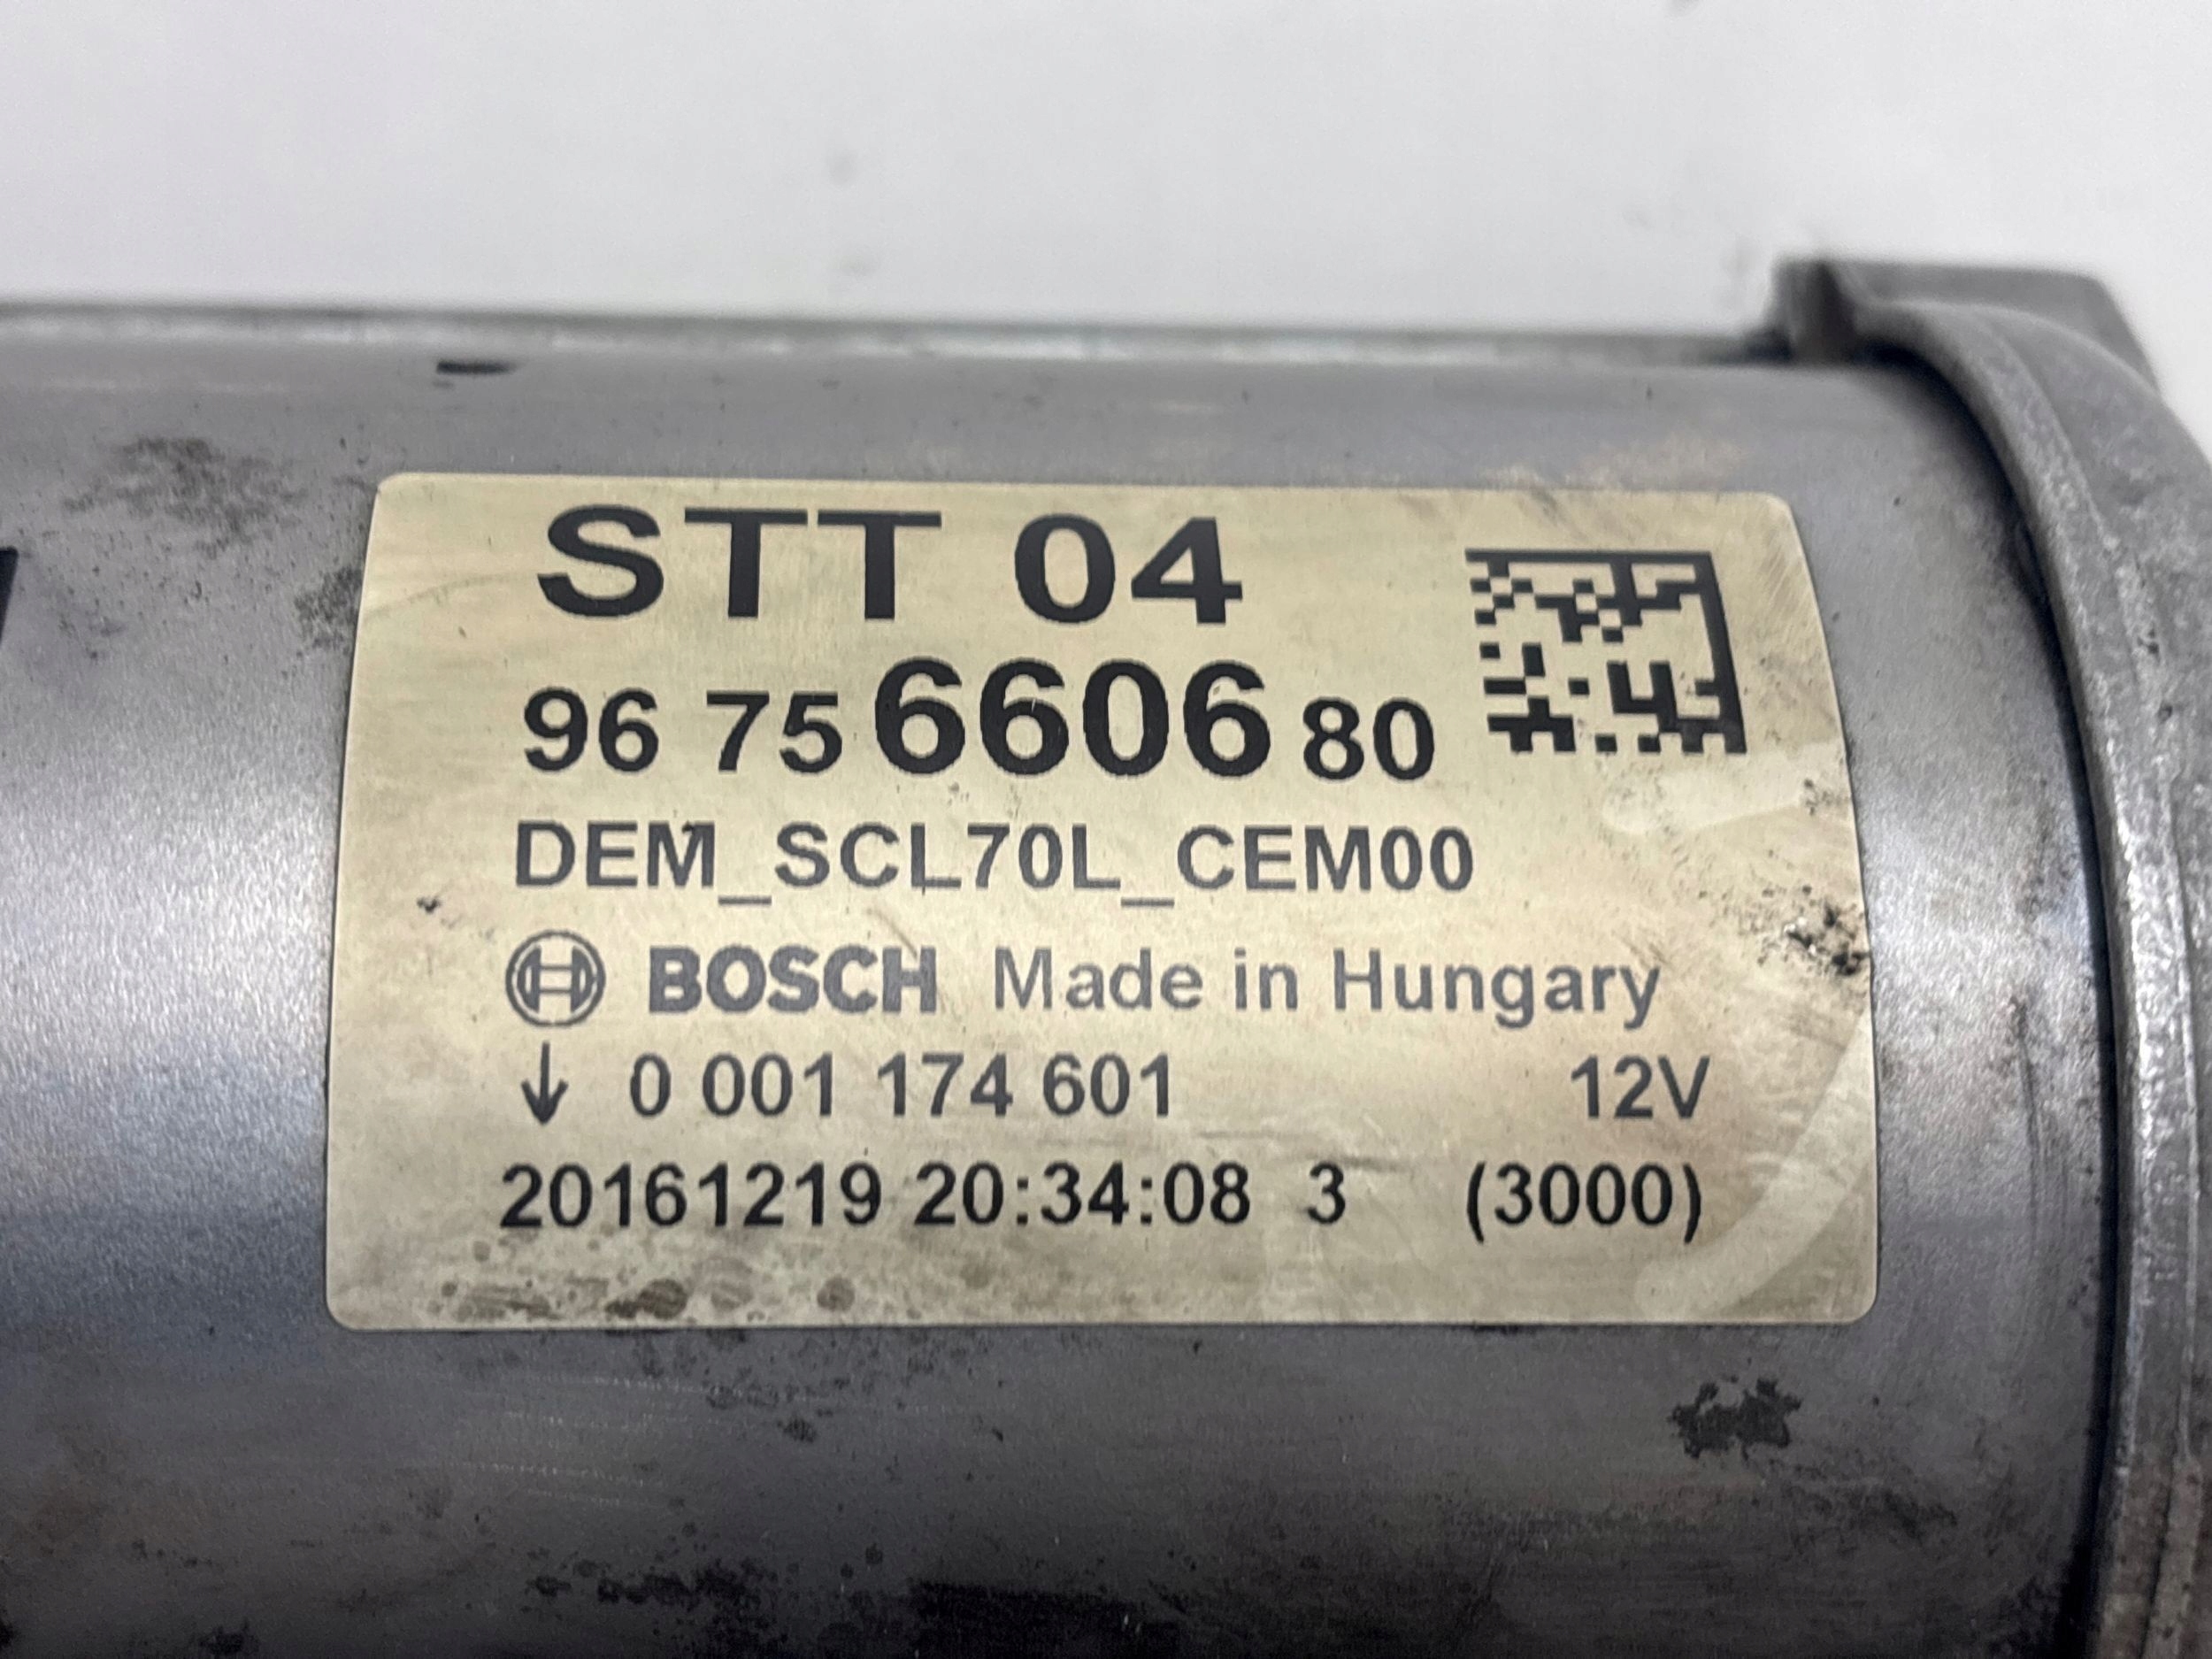 STT 04
96 75 6606 80
DEM_SCL70L_CEM00
BOSCH Made in Hungary
↓ 0 001 174 601 12V
20161219 20:34:08 3 (3000)